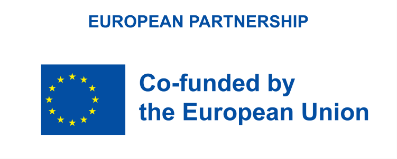 EUROPEAN PARTNERSHIP
Co-funded by
the European Union